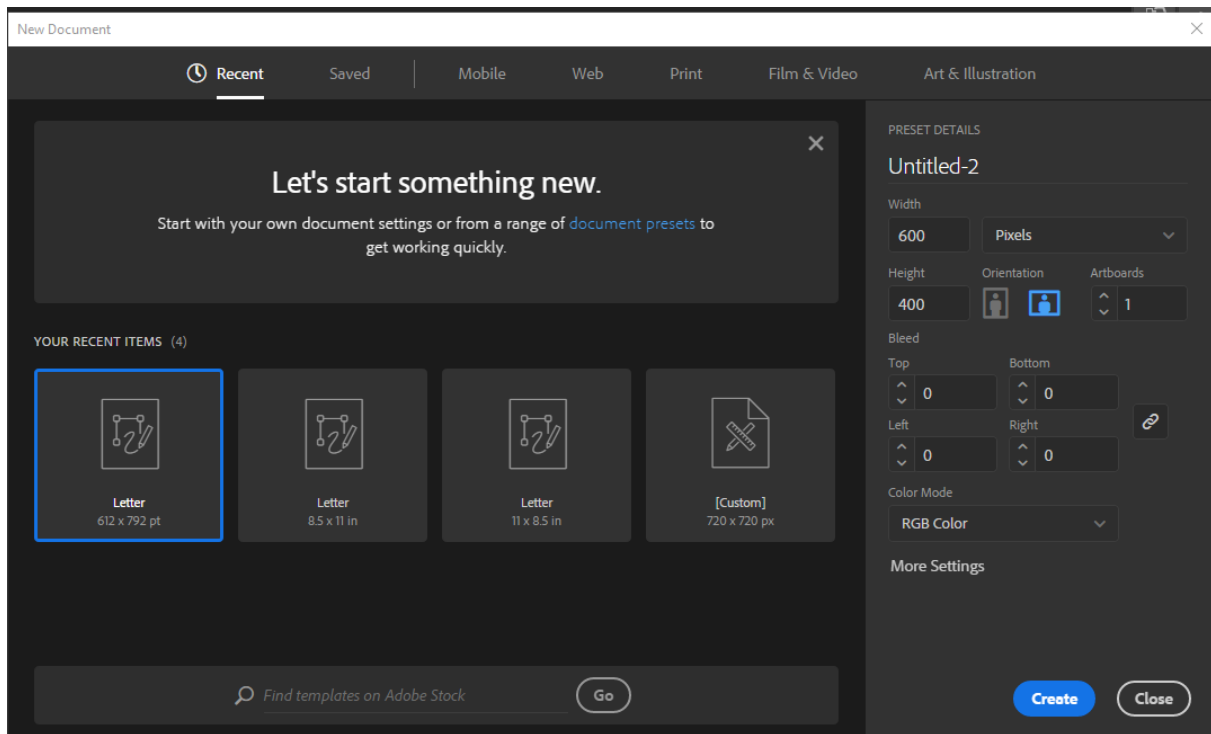 New Document
Recent
Saved
Mobile
Web
Print
Film & Video
Art & Illustration
Let's start something new.
Start with your own document settings or from a range of document presets to
get working quickly.
YOUR RECENT ITEMS (4)
Letter
612 x 792 pt
Letter
8.5 x 11 in
Letter
11 x 8.5 in
[Custom]
720 x 720 px
Find templates on Adobe Stock
Go
PRESET DETAILS
Untitled-2
Width
600
Pixels
Height
Orientation
Artboards
400
1
Bleed
Top
Bottom
0
0
Left
Right
0
0
Color Mode
RGB Color
More Settings
Create
Close